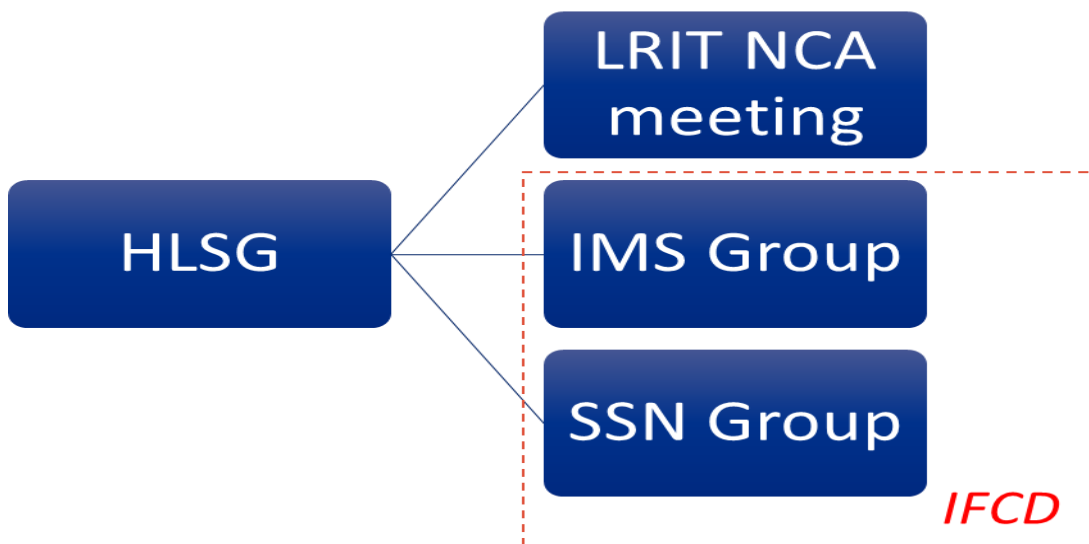 LRIT NCA
meeting
HLSG
IMS Group
SSN Group
IFCD